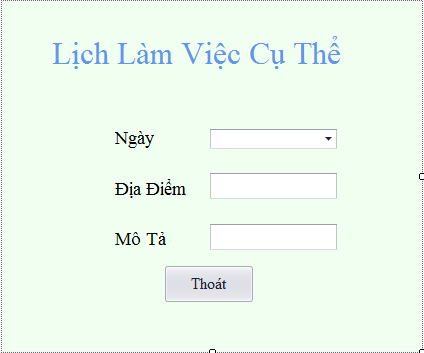 Lịch Làm Việc Cụ Thể
Ngày
Địa Điểm
Mô Tả
Thoát